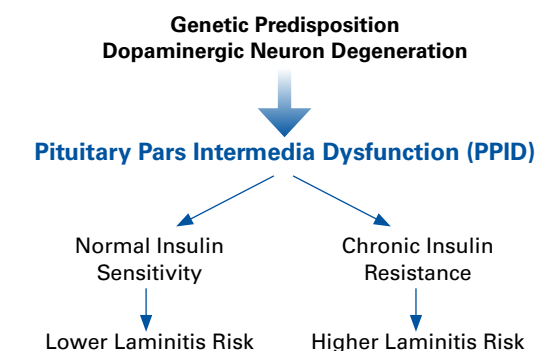 Genetic Predisposition
Dopaminergic Neuron Degeneration
Pituitary Pars Intermedia Dysfunction (PPID)
Normal Insulin
Sensitivity
Chronic Insulin
Resistance
Lower Laminitis Risk
Higher Laminitis Risk